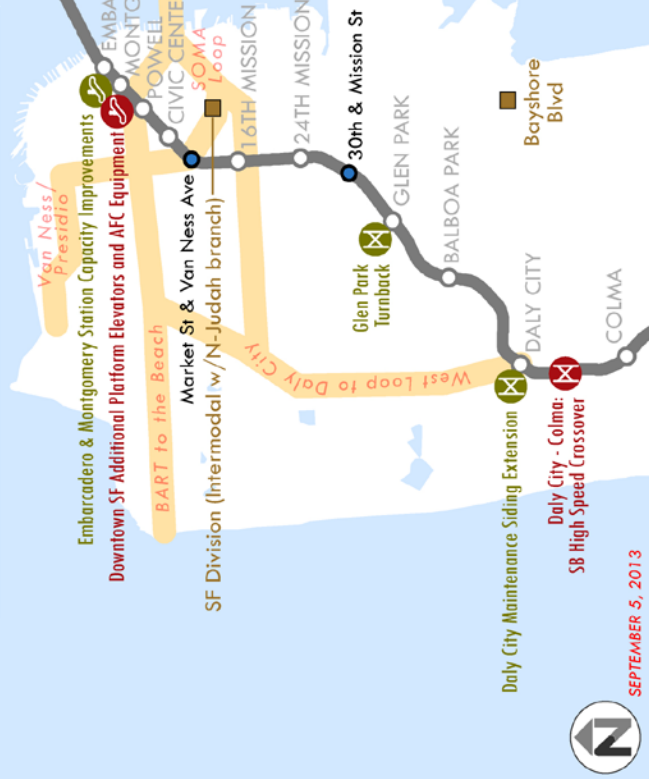 Van Ness/
Presidio
Embarcadero & Montgomery Station Capacity Improvements
Downtown SF Additional Platform Elevators and AFC Equipment
BART to the Beach
Market St & Van Ness Ave
SF Division (Intermodal w/N-Judah branch)
EMBA
MONTG
POWELL
CIVIC CENTE
SOMA
Loop
16TH MISSION
24TH MISSION
30th & Mission St
GLEN PARK
Glen Park
Turnback
BALBOA PARK
Bayshore
Blvd
West Loop to Daly City
DALY CITY
Daly City Maintenance Siding Extension
Daly City - Colma:
SB High Speed Crossover
COLMA
SEPTEMBER 5, 2013
N